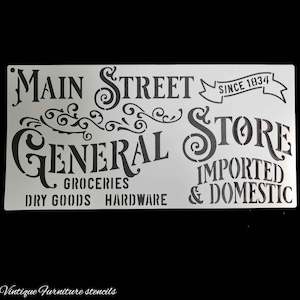 MAIN STREET
SINCE 1834
GENERAL STORE
GROCERIES
IMPORTED
DRY GOODS HARDWARE
& DOMESTIC
Vintique Furniture stencils